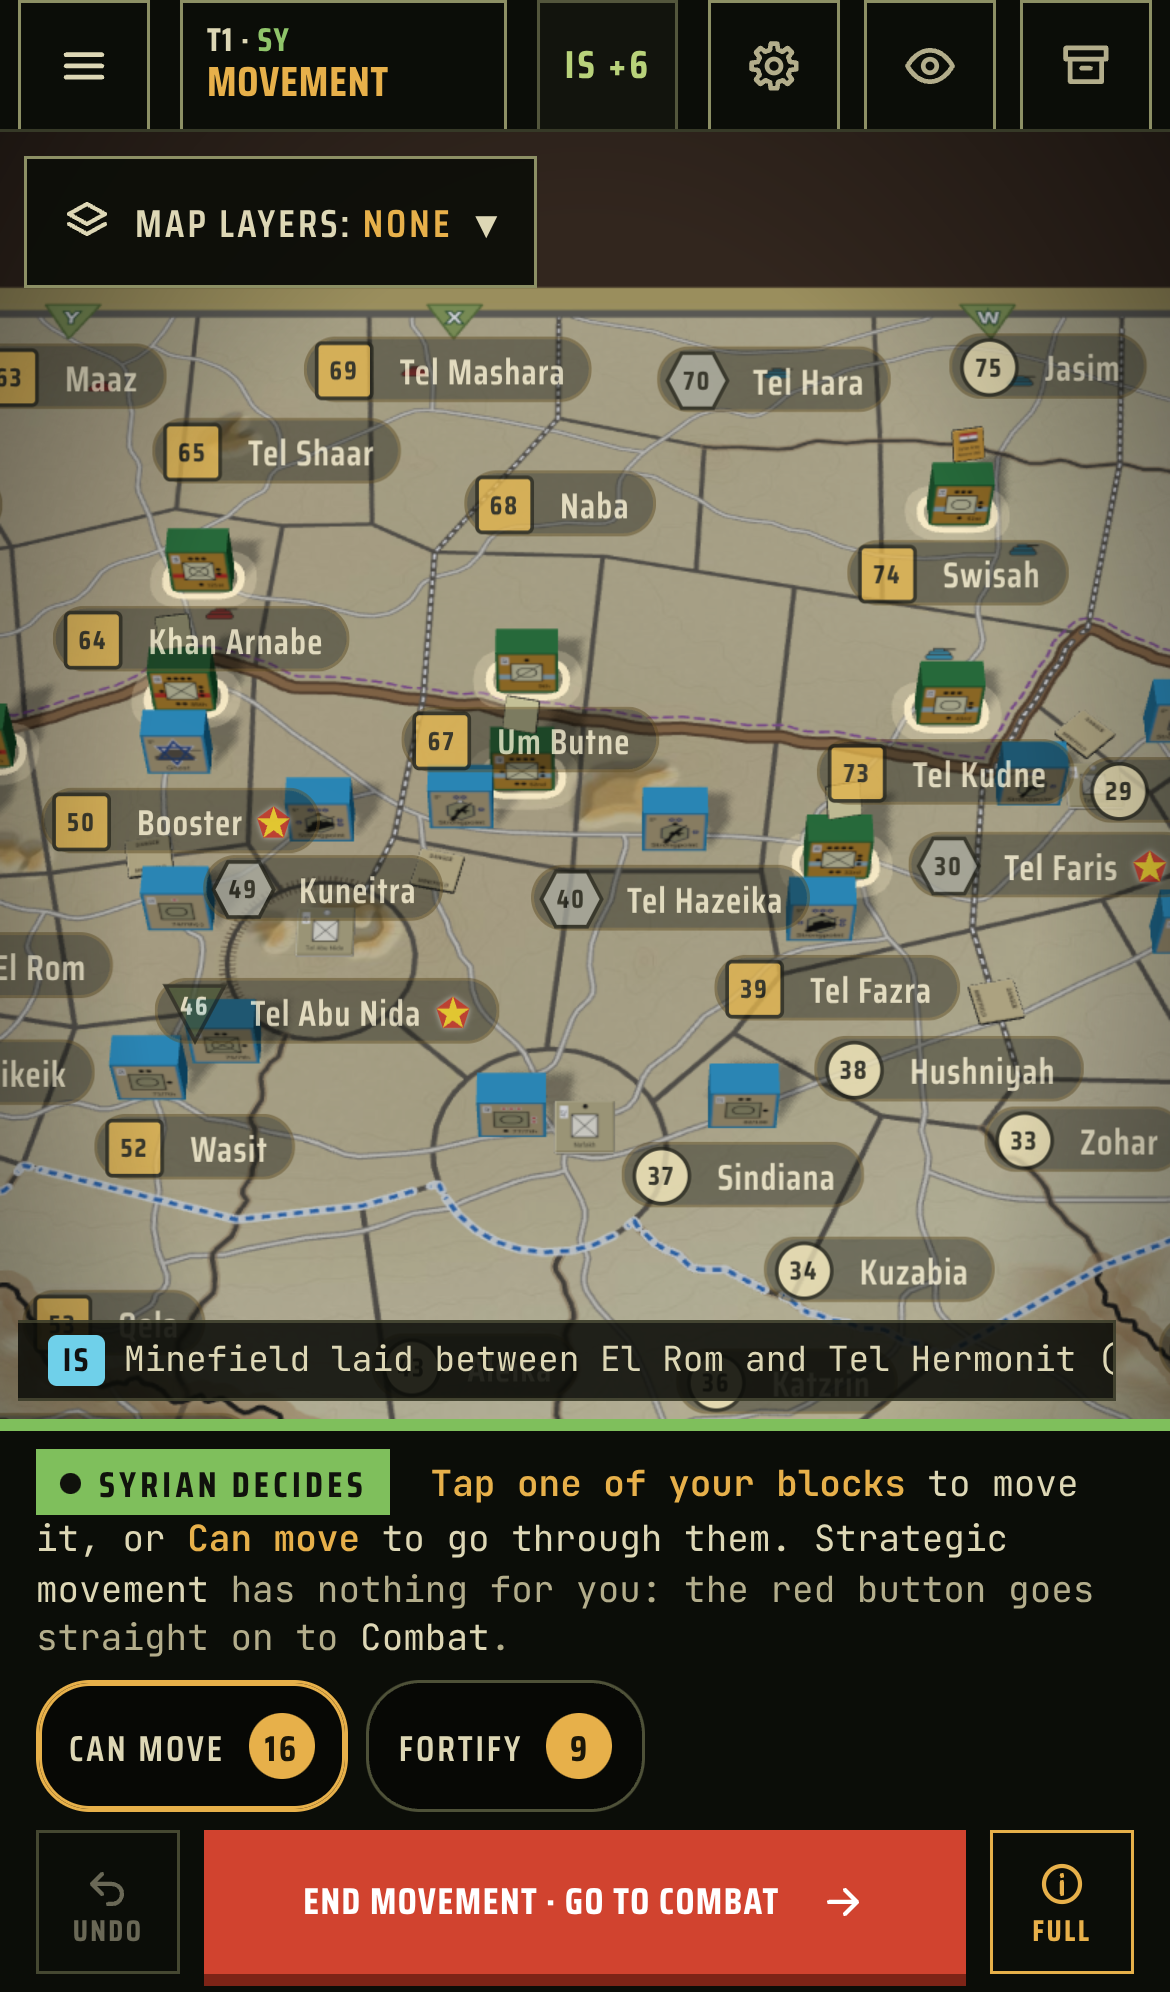 T1 · SY
MOVEMENT
IS +6
MAP LAYERS: NONE ▼
Y
X
W
63 Maaz
69 Tel Mashara
70 Tel Hara
75 Jasim
65 Tel Shaar
68 Naba
74 Swisah
64 Khan Arnabe
67 Um Butne
73 Tel Kudne
29
50 Booster
49 Kuneitra
40 Tel Hazeika
30 Tel Faris
El Rom
46 Tel Abu Nida
39 Tel Fazra
ikeik
38 Hushniyah
52 Wasit
37 Sindiana
33 Zohar
34 Kuzabia
53 Qela
36 Katzrin
IS Minefield laid between El Rom and Tel Hermonit (
● SYRIAN DECIDES Tap one of your blocks to move
it, or Can move to go through them. Strategic
movement has nothing for you: the red button goes
straight on to Combat.
CAN MOVE 16
FORTIFY 9
UNDO
END MOVEMENT · GO TO COMBAT →
FULL